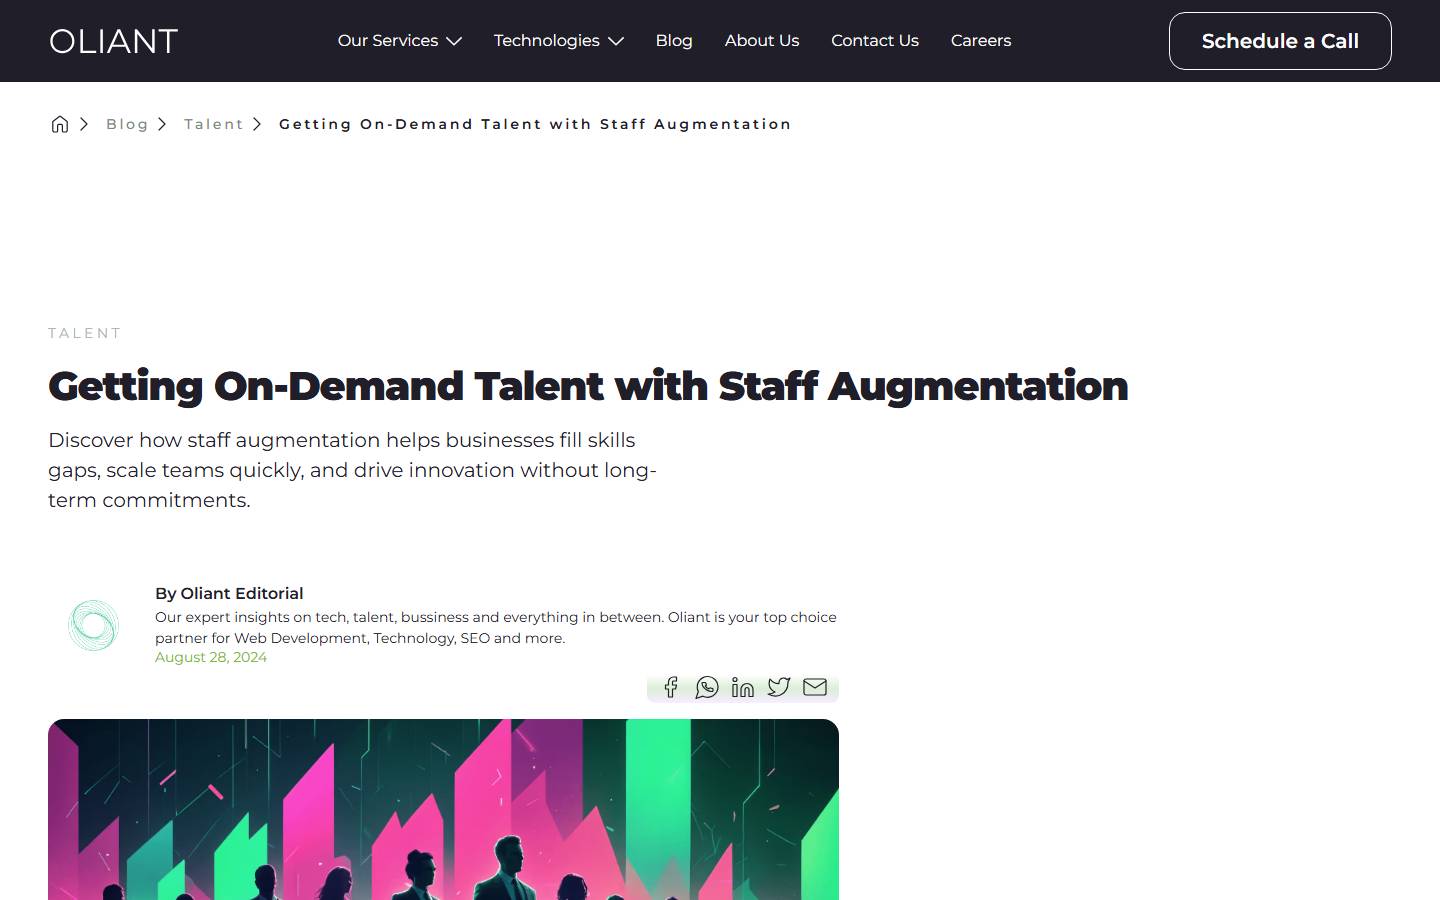 OLIANT
Our Services
Technologies
Blog
About Us
Contact Us
Careers
Schedule a Call
Blog
Talent
Getting On-Demand Talent with Staff Augmentation
TALENT
Getting On-Demand Talent with Staff Augmentation
Discover how staff augmentation helps businesses fill skills
gaps, scale teams quickly, and drive innovation without long-
term commitments.
By Oliant Editorial
Our expert insights on tech, talent, bussiness and everything in between. Oliant is your top choice
partner for Web Development, Technology, SEO and more.
August 28, 2024